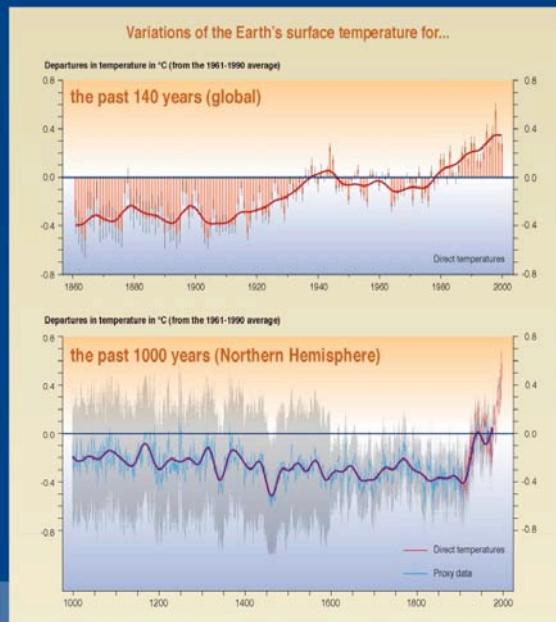 Variations of the Earth's surface temperature for...
Departures in temperature in °C (from the 1961-1990 average)
the past 140 years (global)
0.8
0.4
0.0
-0.4
-0.8
0.8
0.4
0.0
-0.4
-0.8
Direct temperatures
1860 1880 1900 1920 1940 1960 1980 2000
Departures in temperature in °C (from the 1961-1990 average)
the past 1000 years (Northern Hemisphere)
0.8
0.4
0.0
-0.4
-0.8
0.8
0.4
0.0
-0.4
-0.8
Direct temperatures
Proxy data
1000 1200 1400 1600 1800 2000